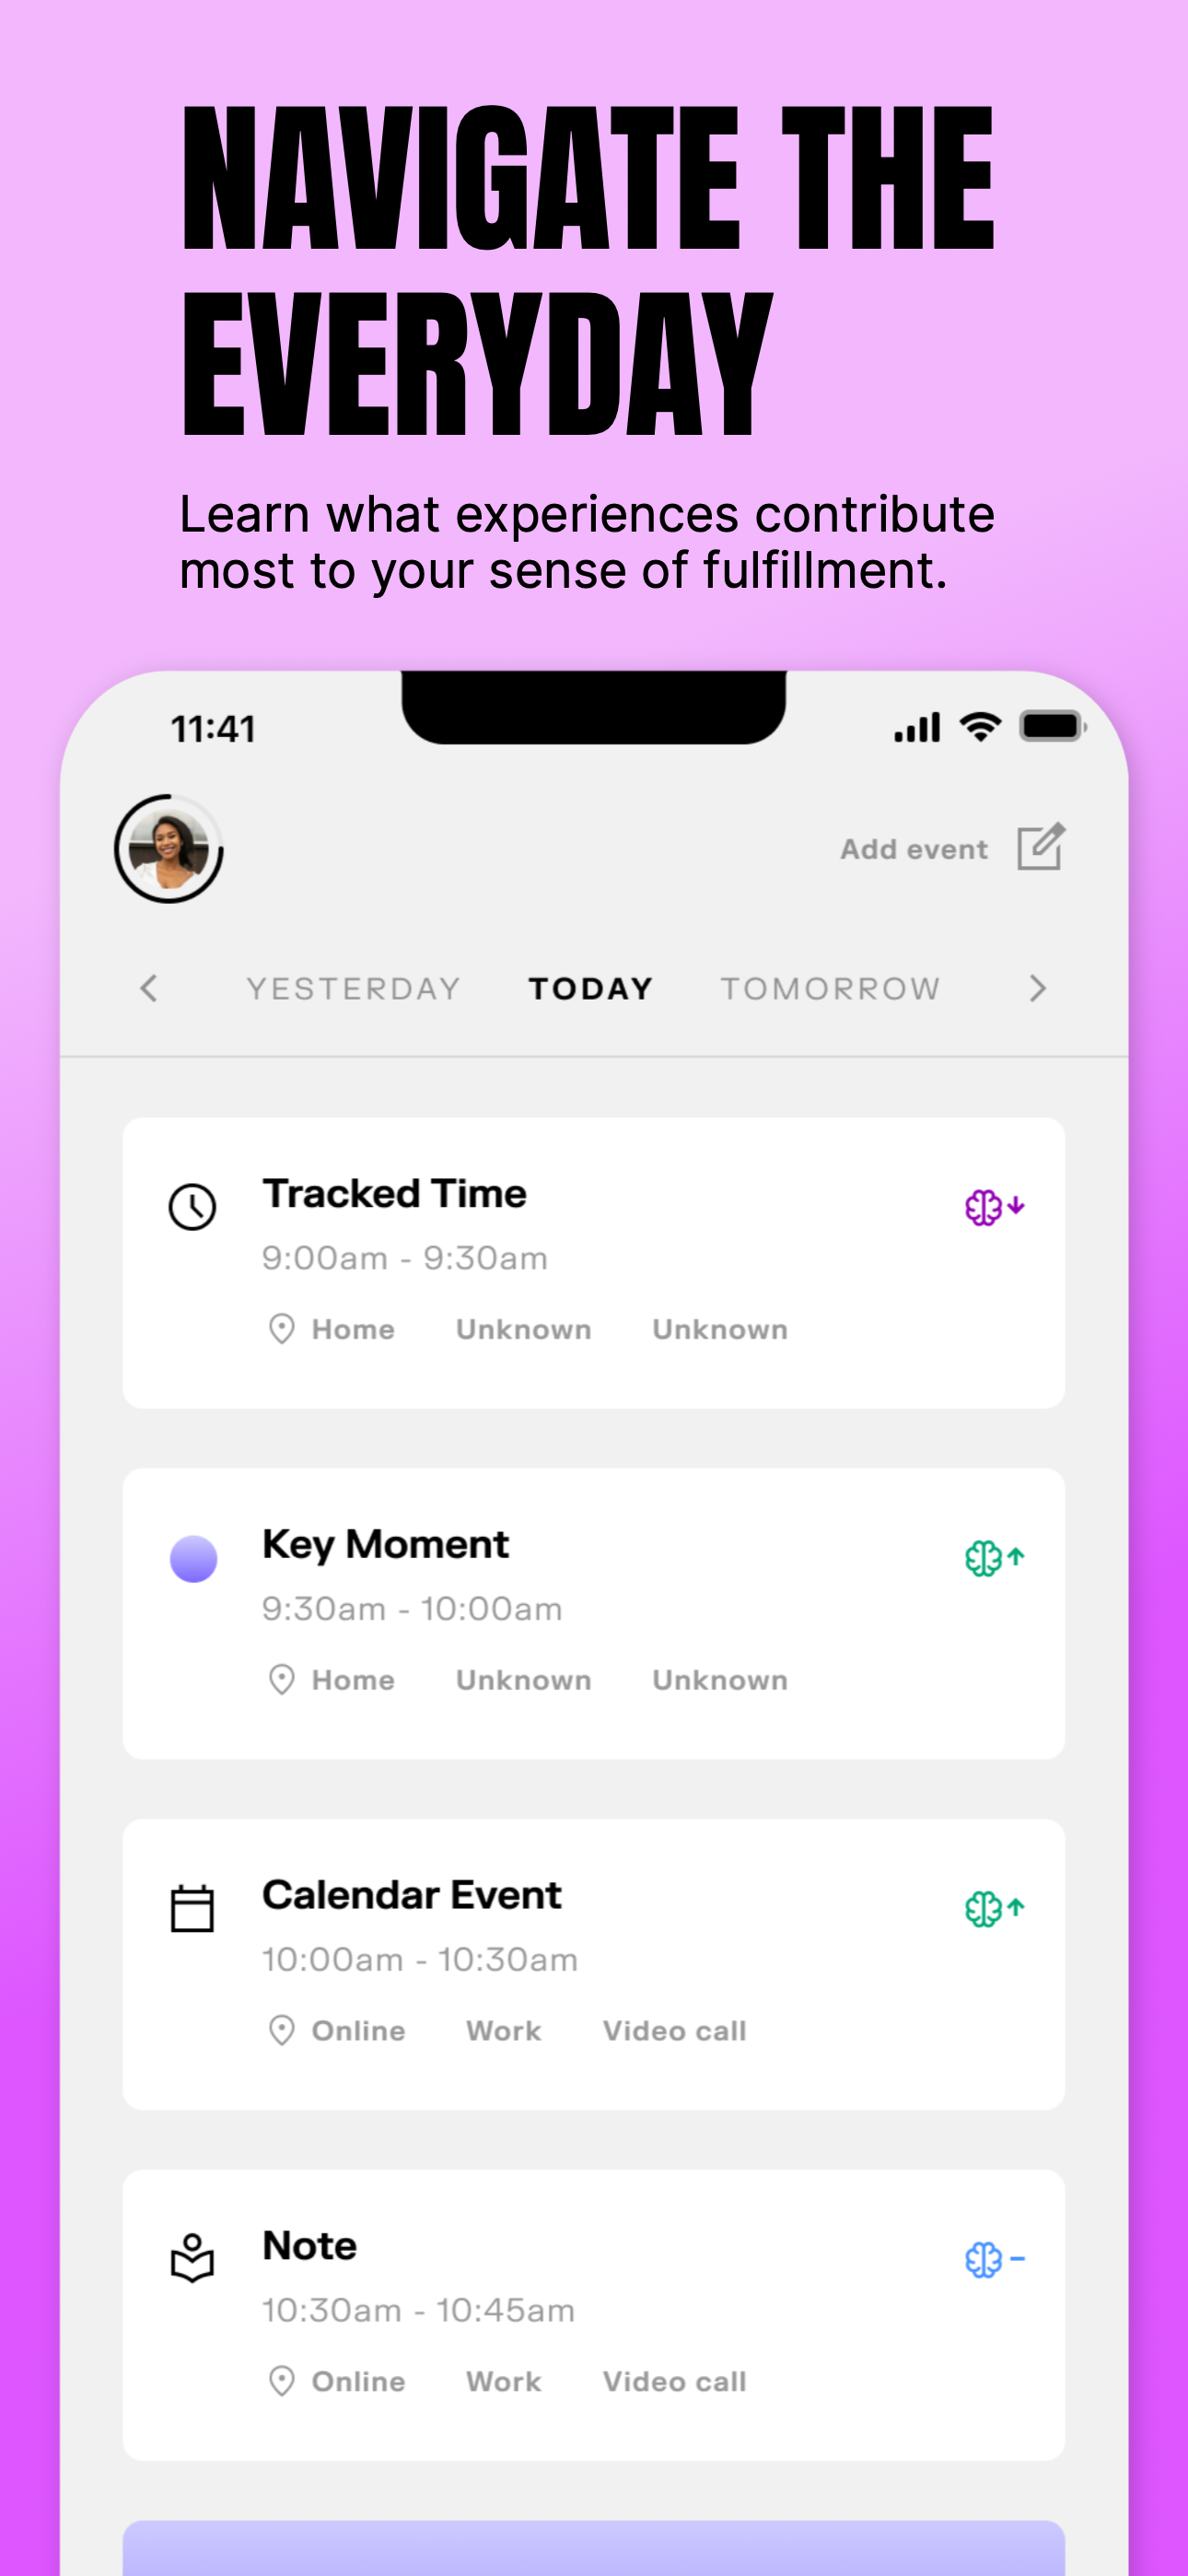 NAVIGATE THE
EVERYDAY
Learn what experiences contribute
most to your sense of fulfillment.
11:41
Add event
YESTERDAY TODAY TOMORROW
Tracked Time
9:00am - 9:30am
Home Unknown Unknown
Key Moment
9:30am - 10:00am
Home Unknown Unknown
Calendar Event
10:00am - 10:30am
Online Work Video call
Note
10:30am - 10:45am
Online Work Video call